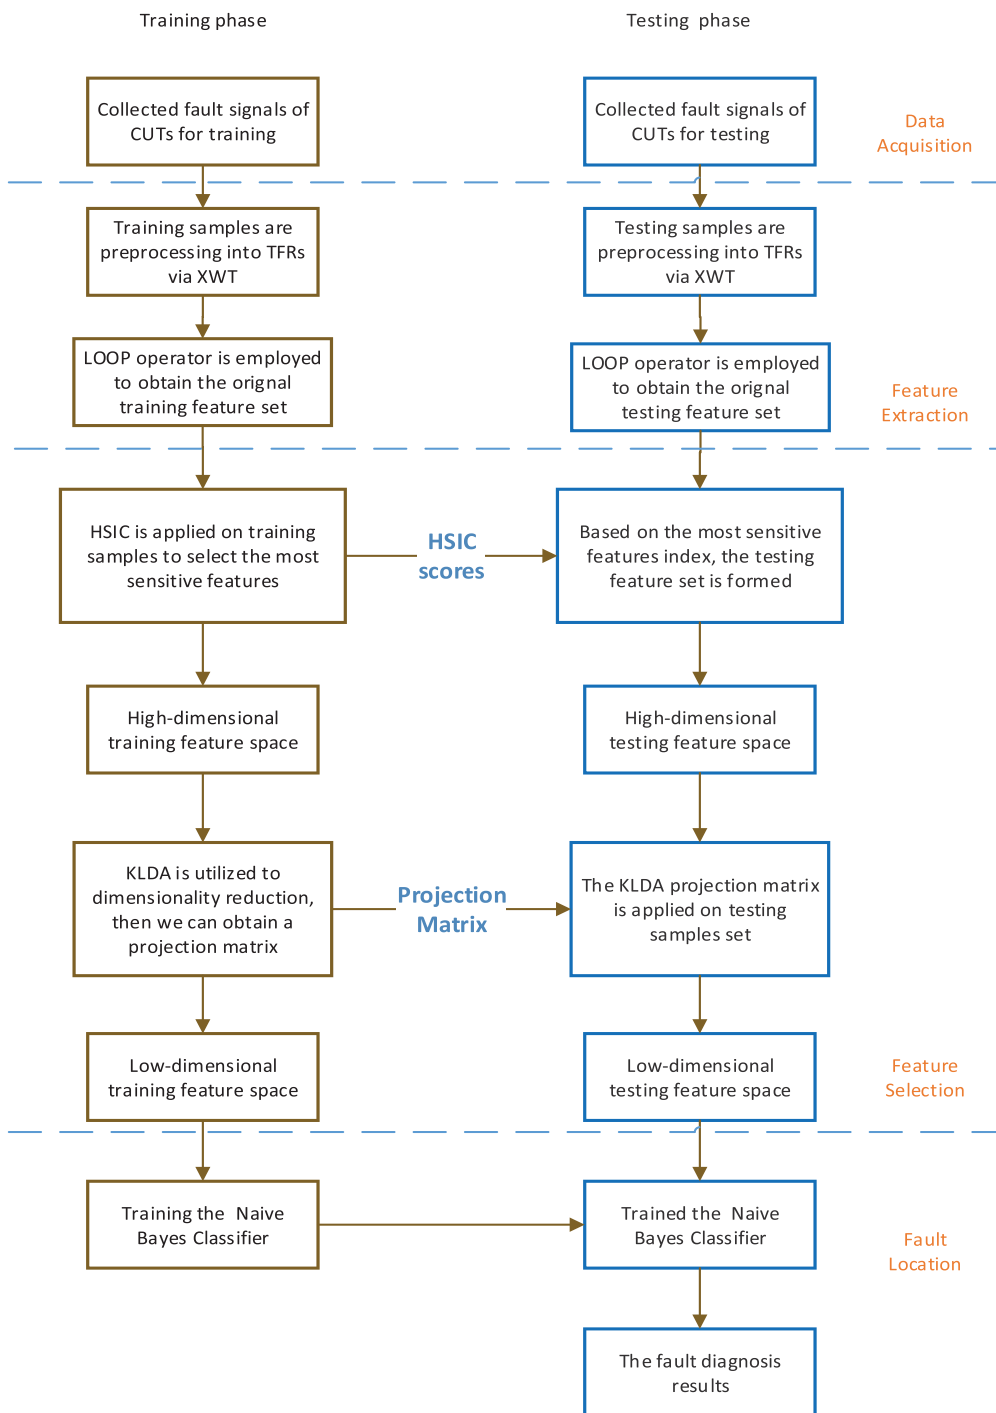 Training phase
Testing phase
Collected fault signals of
CUTs for training
Collected fault signals of
CUTs for testing
Data
Acquisition
Training samples are
preprocessing into TFRs
via XWT
Testing samples are
preprocessing into TFRs
via XWT
LOOP operator is employed
to obtain the orignal
training feature set
LOOP operator is employed
to obtain the orignal
testing feature set
Feature
Extraction
HSIC is applied on training
samples to select the most
sensitive features
HSIC
scores
Based on the most sensitive
features index, the testing
feature set is formed
High-dimensional
training feature space
High-dimensional
testing feature space
KLDA is utilized to
dimensionality reduction,
then we can obtain a
projection matrix
Projection
Matrix
The KLDA projection matrix
is applied on testing
samples set
Low-dimensional
training feature space
Low-dimensional
testing feature space
Feature
Selection
Training the Naive
Bayes Classifier
Trained the Naive
Bayes Classifier
Fault
Location
The fault diagnosis
results